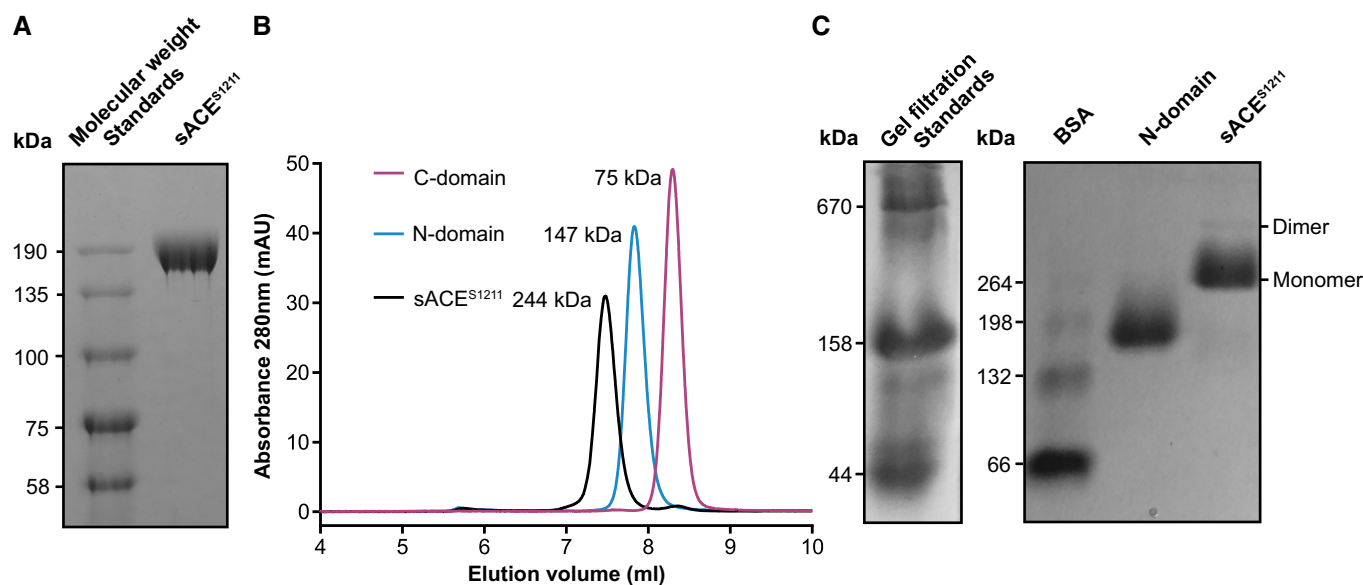 A
kDa
Molecular weight
Standards
sACE^S1211
190
135
100
75
58
B
Absorbance 280nm (mAU)
50
40
30
20
10
0
C-domain
N-domain
sACE^S1211
75 kDa
147 kDa
244 kDa
4 5 6 7 8 9 10
Elution volume (ml)
C
kDa
Gel filtration
Standards
670
158
44
kDa
BSA
N-domain
sACE^S1211
264
198
132
66
Dimer
Monomer